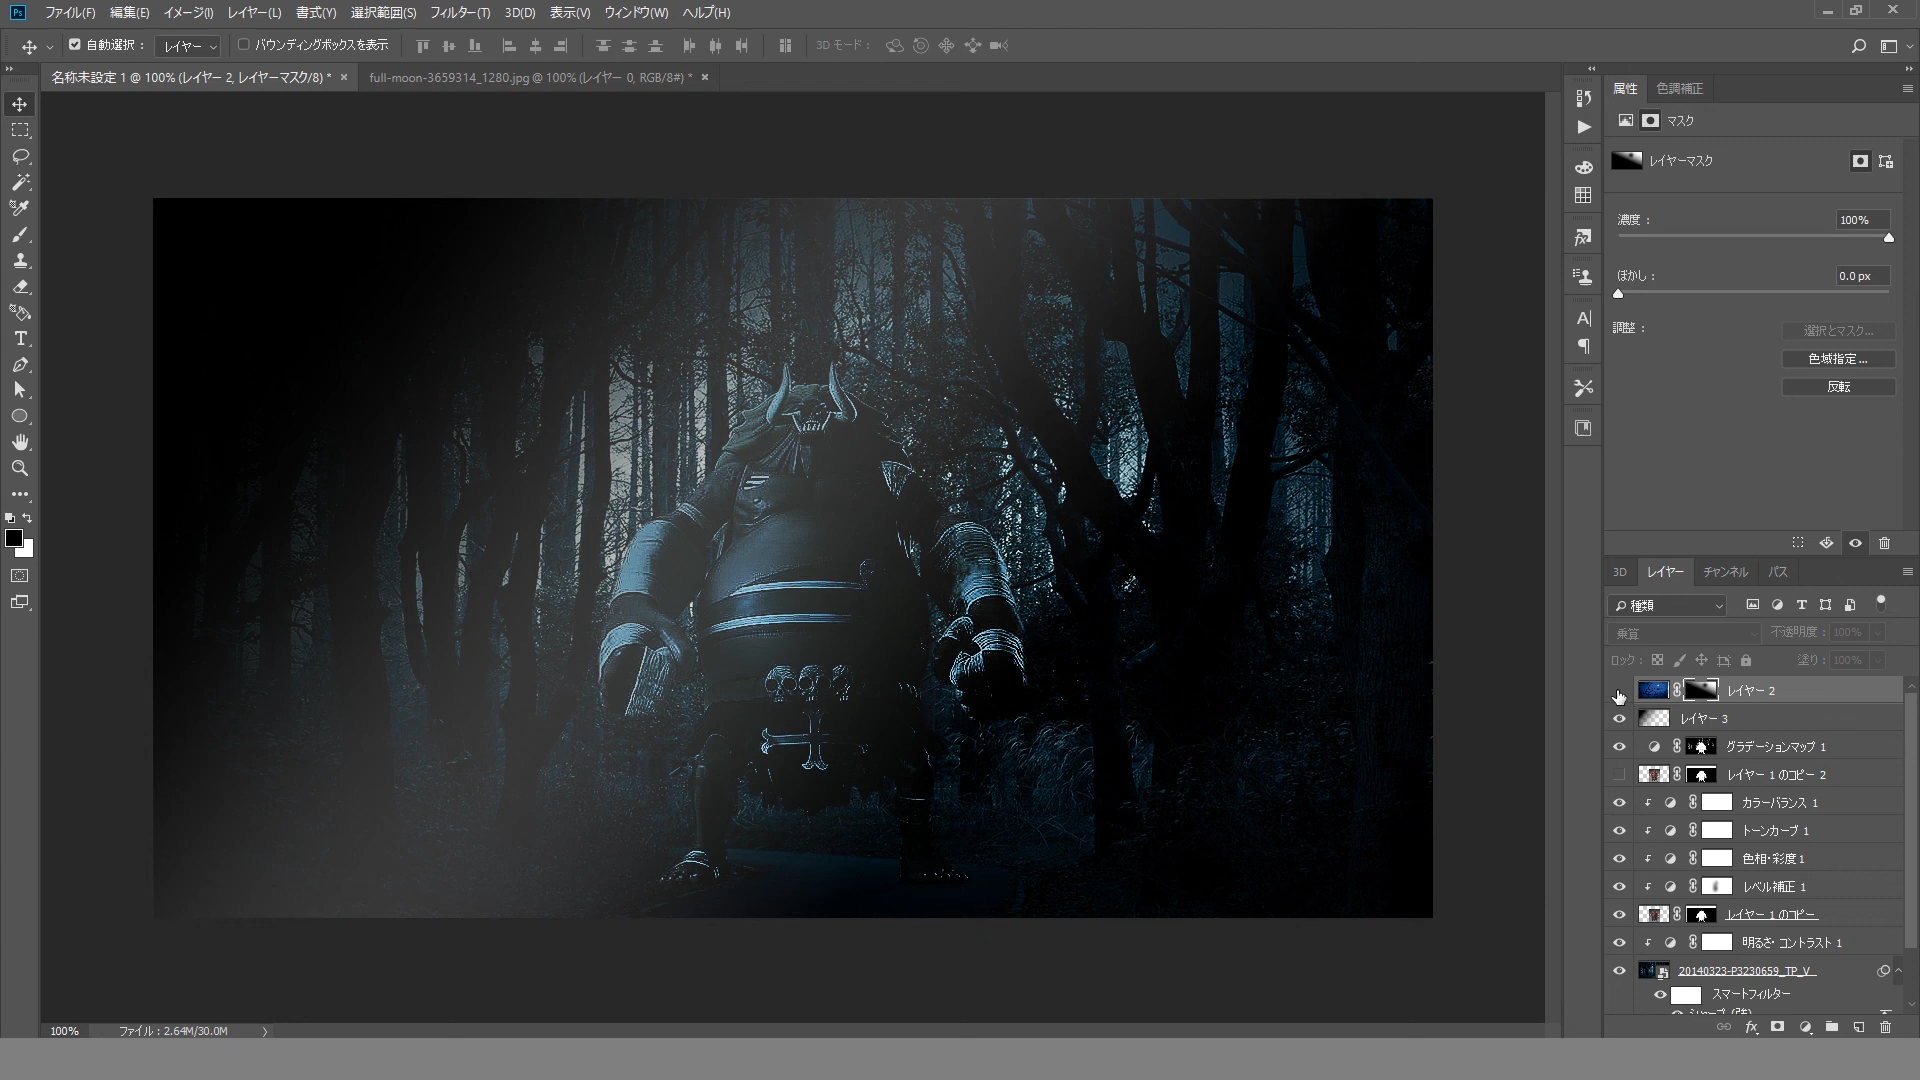 Ps ファイル(F) 編集(E) イメージ(I) レイヤー(L) 書式(Y) 選択範囲(S) フィルター(T) 3D(D) 表示(V) ウィンドウ(W) ヘルプ(H)
自動選択： レイヤー バウンディングボックスを表示 3D モード：
名称未設定 1 @ 100% (レイヤー 2, レイヤーマスク/8) * × full-moon-3659314_1280.jpg @ 100% (レイヤー 0, RGB/8#) * ×
属性 色調補正
マスク
レイヤーマスク
濃度： 100%
ぼかし： 0.0 px
調整： 選択とマスク...
色域指定...
反転
3D レイヤー チャンネル パス
種類
乗算 不透明度： 100%
ロック： 塗り： 100%
レイヤー 2
レイヤー 3
グラデーションマップ 1
レイヤー 1 のコピー 2
カラーバランス 1
トーンカーブ 1
色相・彩度 1
レベル補正 1
レイヤー 1 のコピー
明るさ・コントラスト 1
20140323-P3230659_TP_V
スマートフィルター
100% ファイル：2.64M/30.0M